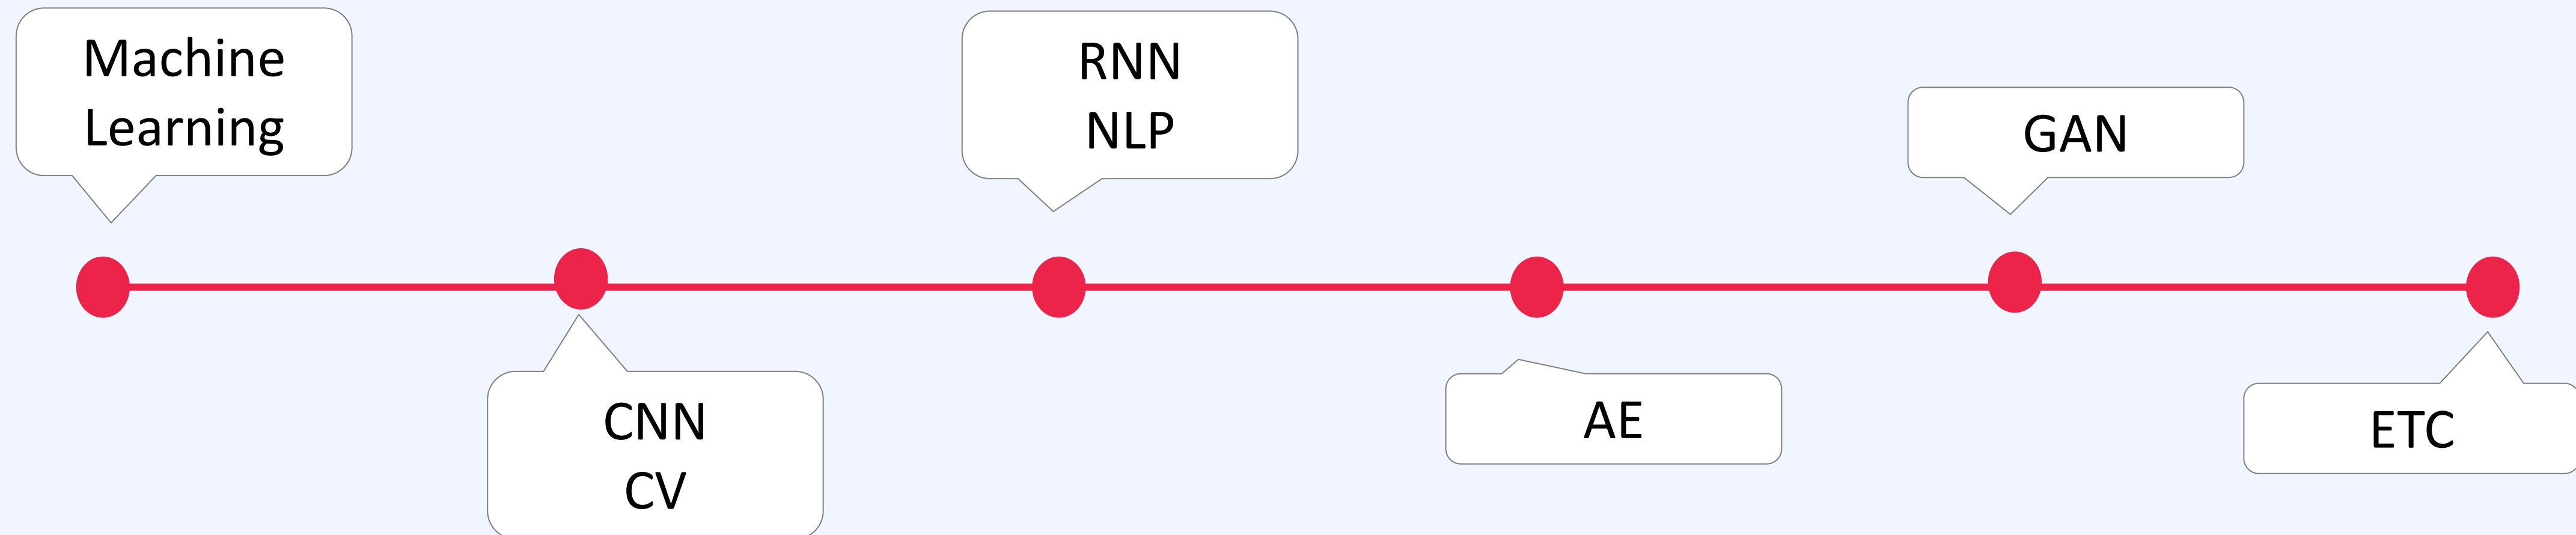 Machine
Learning
CNN
CV
RNN
NLP
AE
GAN
ETC